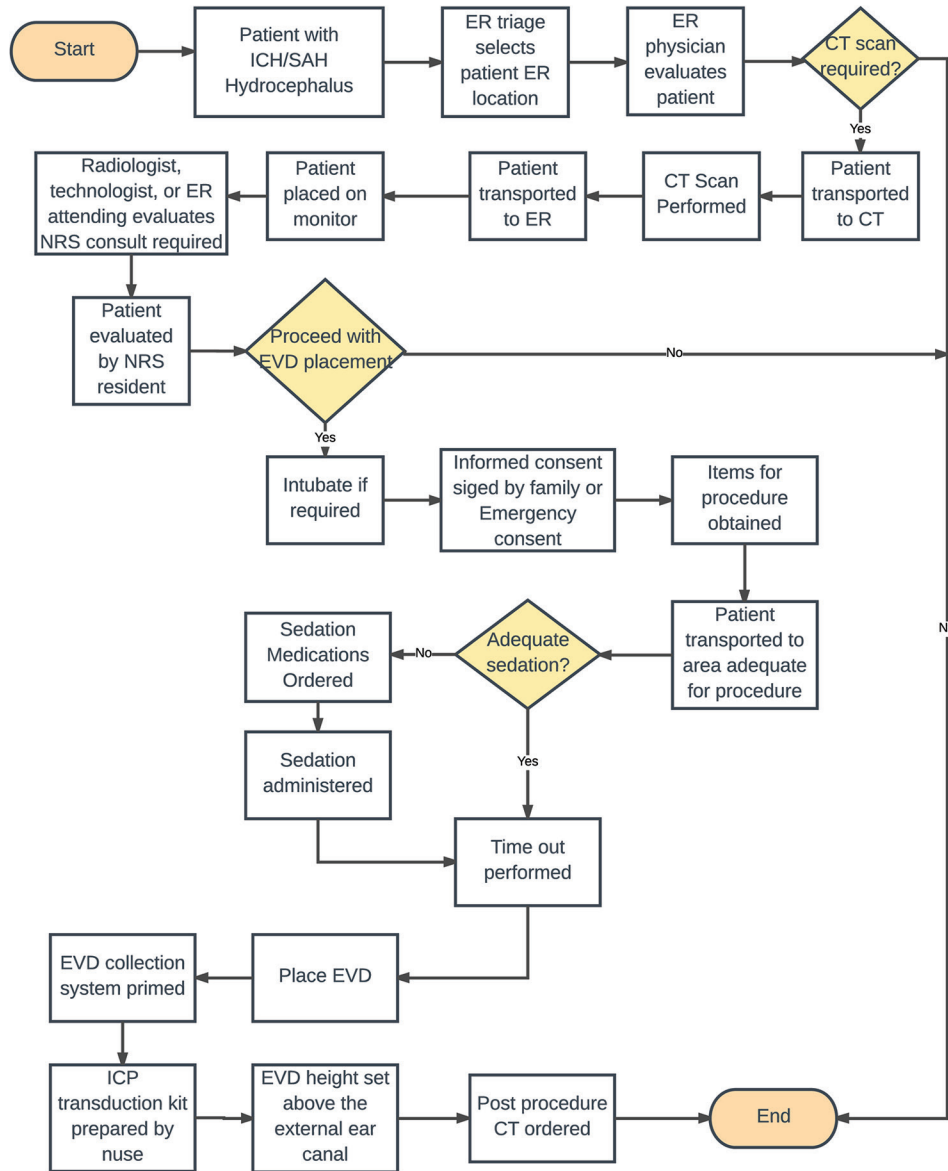 Start
Patient with
ICH/SAH
Hydrocephalus
ER triage
selects
patient ER
location
ER
physician
evaluates
patient
CT scan
required?
Yes
Radiologist,
technologist, or ER
attending evaluates
NRS consult required
Patient
placed on
monitor
Patient
transported
to ER
CT Scan
Performed
Patient
transported
to CT
Patient
evaluated
by NRS
resident
Proceed with
EVD placement
No
Yes
Intubate if
required
Informed consent
siged by family or
Emergency
consent
Items for
procedure
obtained
Sedation
Medications
Ordered
No
Adequate
sedation?
Patient
transported to
area adequate
for procedure
N
Sedation
administered
Yes
Time out
performed
EVD collection
system primed
Place EVD
ICP
transduction kit
prepared by
nuse
EVD height set
above the
external ear
canal
Post procedure
CT ordered
End